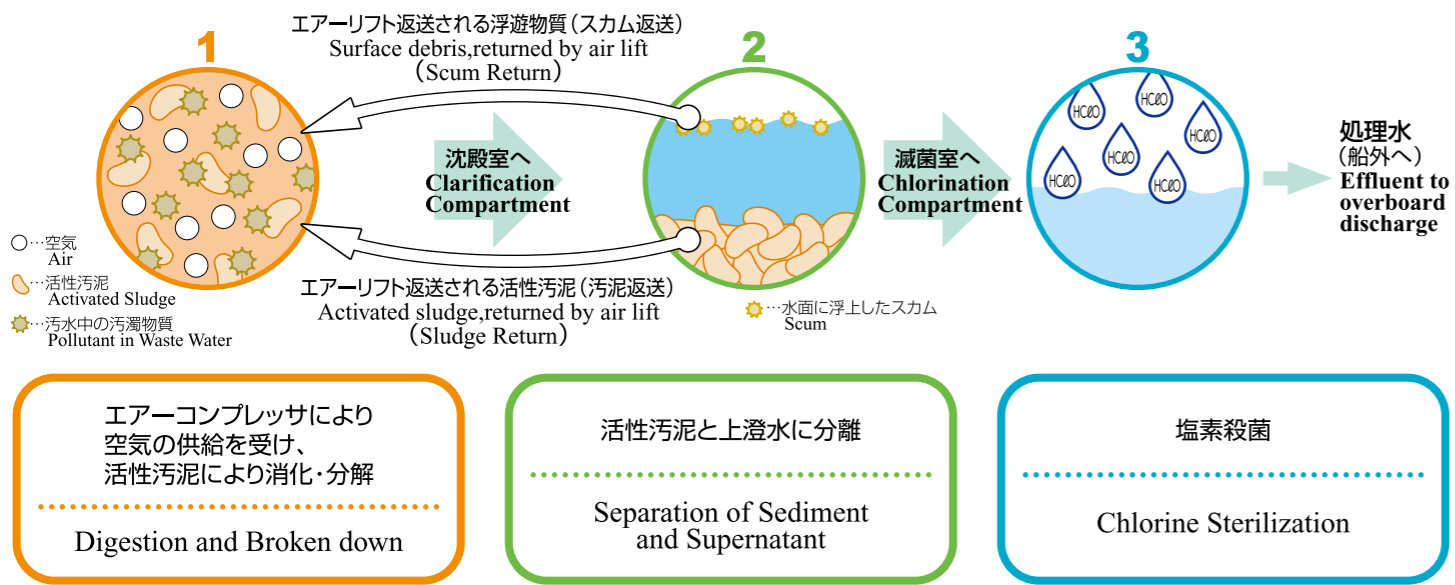 エアーリフト返送される浮遊物質（スカム返送）
Surface debris,returned by air lift
（Scum Return）
1
2
3
沈殿室へ
Clarification
Compartment
滅菌室へ
Chlorination
Compartment
HCℓO
HCℓO
HCℓO
HCℓO
HCℓO
HCℓO
処理水
（船外へ）
Effluent to
overboard
discharge
…空気
Air
…活性汚泥
Activated Sludge
…汚水中の汚濁物質
Pollutant in Waste Water
エアーリフト返送される活性汚泥（汚泥返送）
Activated sludge,returned by air lift
（Sludge Return）
…水面に浮上したスカム
Scum
エアーコンプレッサにより
空気の供給を受け、
活性汚泥により消化・分解
Digestion and Broken down
活性汚泥と上澄水に分離
Separation of Sediment
and Supernatant
塩素殺菌
Chlorine Sterilization